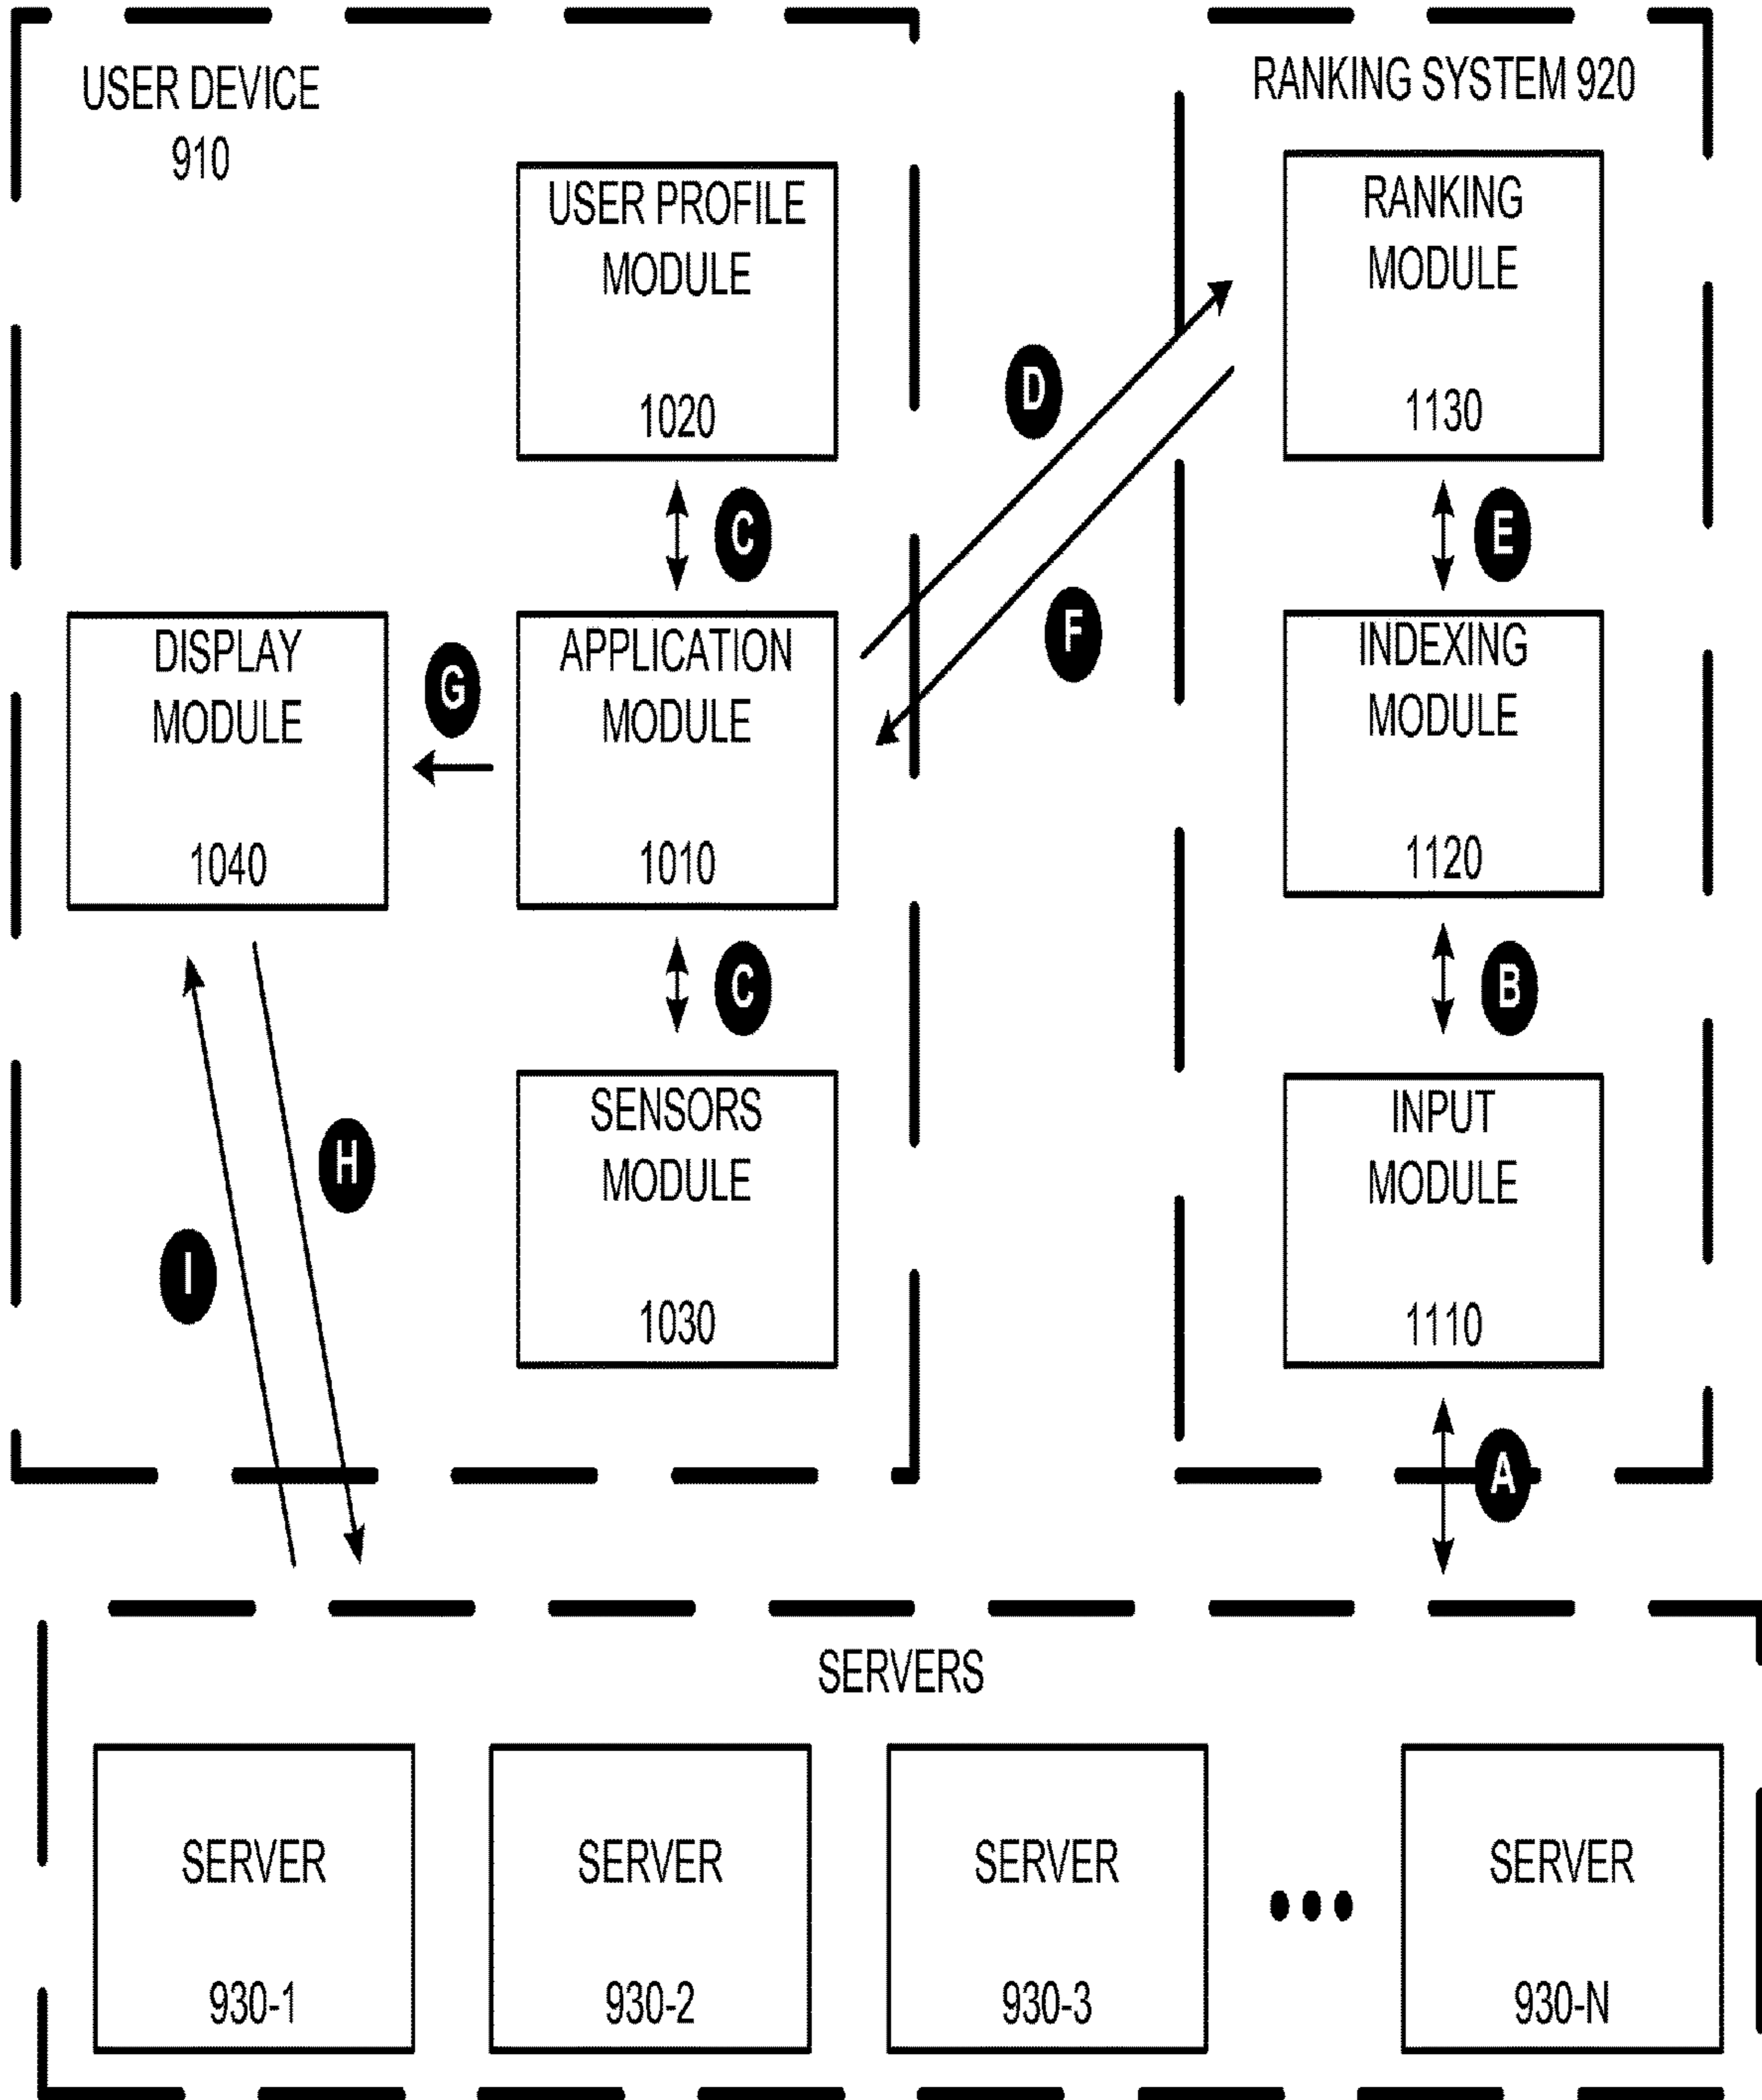 USER DEVICE
910
RANKING SYSTEM 920
USER PROFILE
MODULE
1020
RANKING
MODULE
1130
D
C
E
F
DISPLAY
MODULE
1040
G
APPLICATION
MODULE
1010
INDEXING
MODULE
1120
C
B
SENSORS
MODULE
1030
INPUT
MODULE
1110
H
I
A
SERVERS
SERVER
930-1
SERVER
930-2
SERVER
930-3
SERVER
930-N